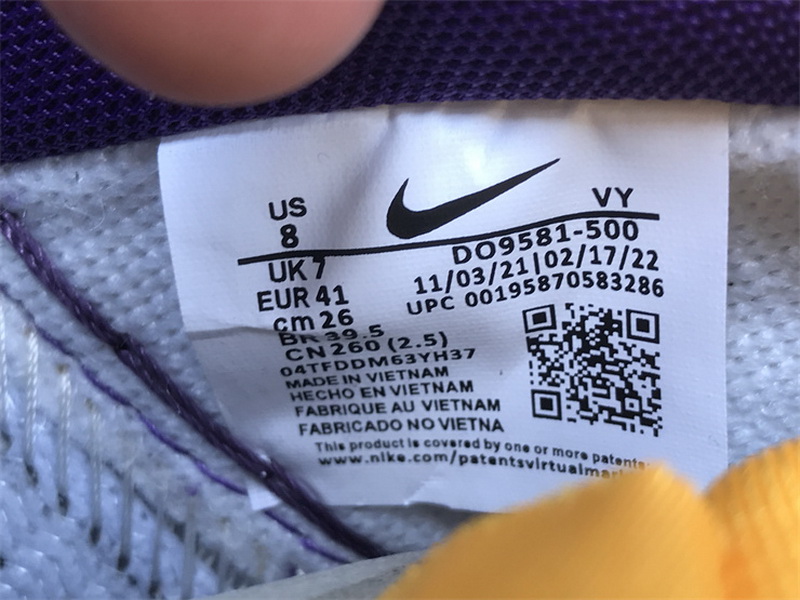 US
8
VY
UK 7
DO9581-500
EUR 41
11/03/21|02/17/22
cm 26
UPC 00195870583286
BR 39.5
CN 260 (2.5)
04TFDDM63YH37
MADE IN VIETNAM
HECHO EN VIETNAM
FABRIQUE AU VIETNAM
FABRICADO NO VIETNA
This product is covered by one or more patents
www.nike.com/patentsvirtualmar